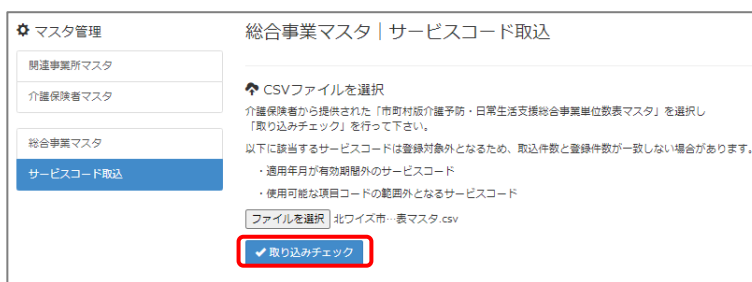 マスタ管理
関連事業所マスタ
介護保険者マスタ
総合事業マスタ
サービスコード取込
総合事業マスタ｜サービスコード取込
CSVファイルを選択
介護保険者から提供された「市町村版介護予防・日常生活支援総合事業単位数表マスタ」を選択し
「取り込みチェック」を行って下さい。
以下に該当するサービスコードは登録対象外となるため、取込件数と登録件数が一致しない場合があります。
・適用年月が有効期間外のサービスコード
・使用可能な項目コードの範囲外となるサービスコード
ファイルを選択 北ワイズ市…表マスタ.csv
取り込みチェック